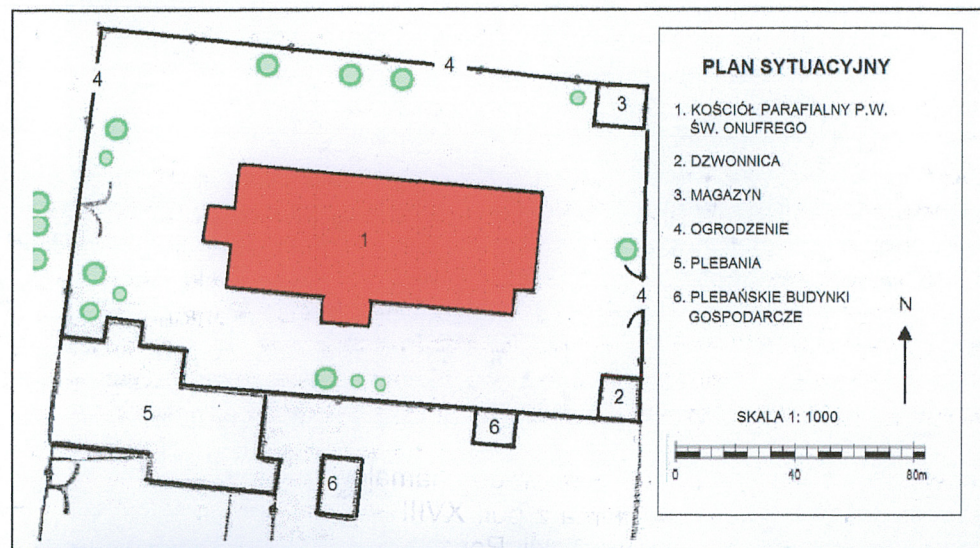 4
4
3
1
4
2
5
6
6
PLAN SYTUACYJNY
1. KOŚCIÓŁ PARAFIALNY P.W.
ŚW. ONUFREGO
2. DZWONNICA
3. MAGAZYN
4. OGRODZENIE
5. PLEBANIA
6. PLEBAŃSKIE BUDYNKI
GOSPODARCZE
N
SKALA 1: 1000
0 40 80m